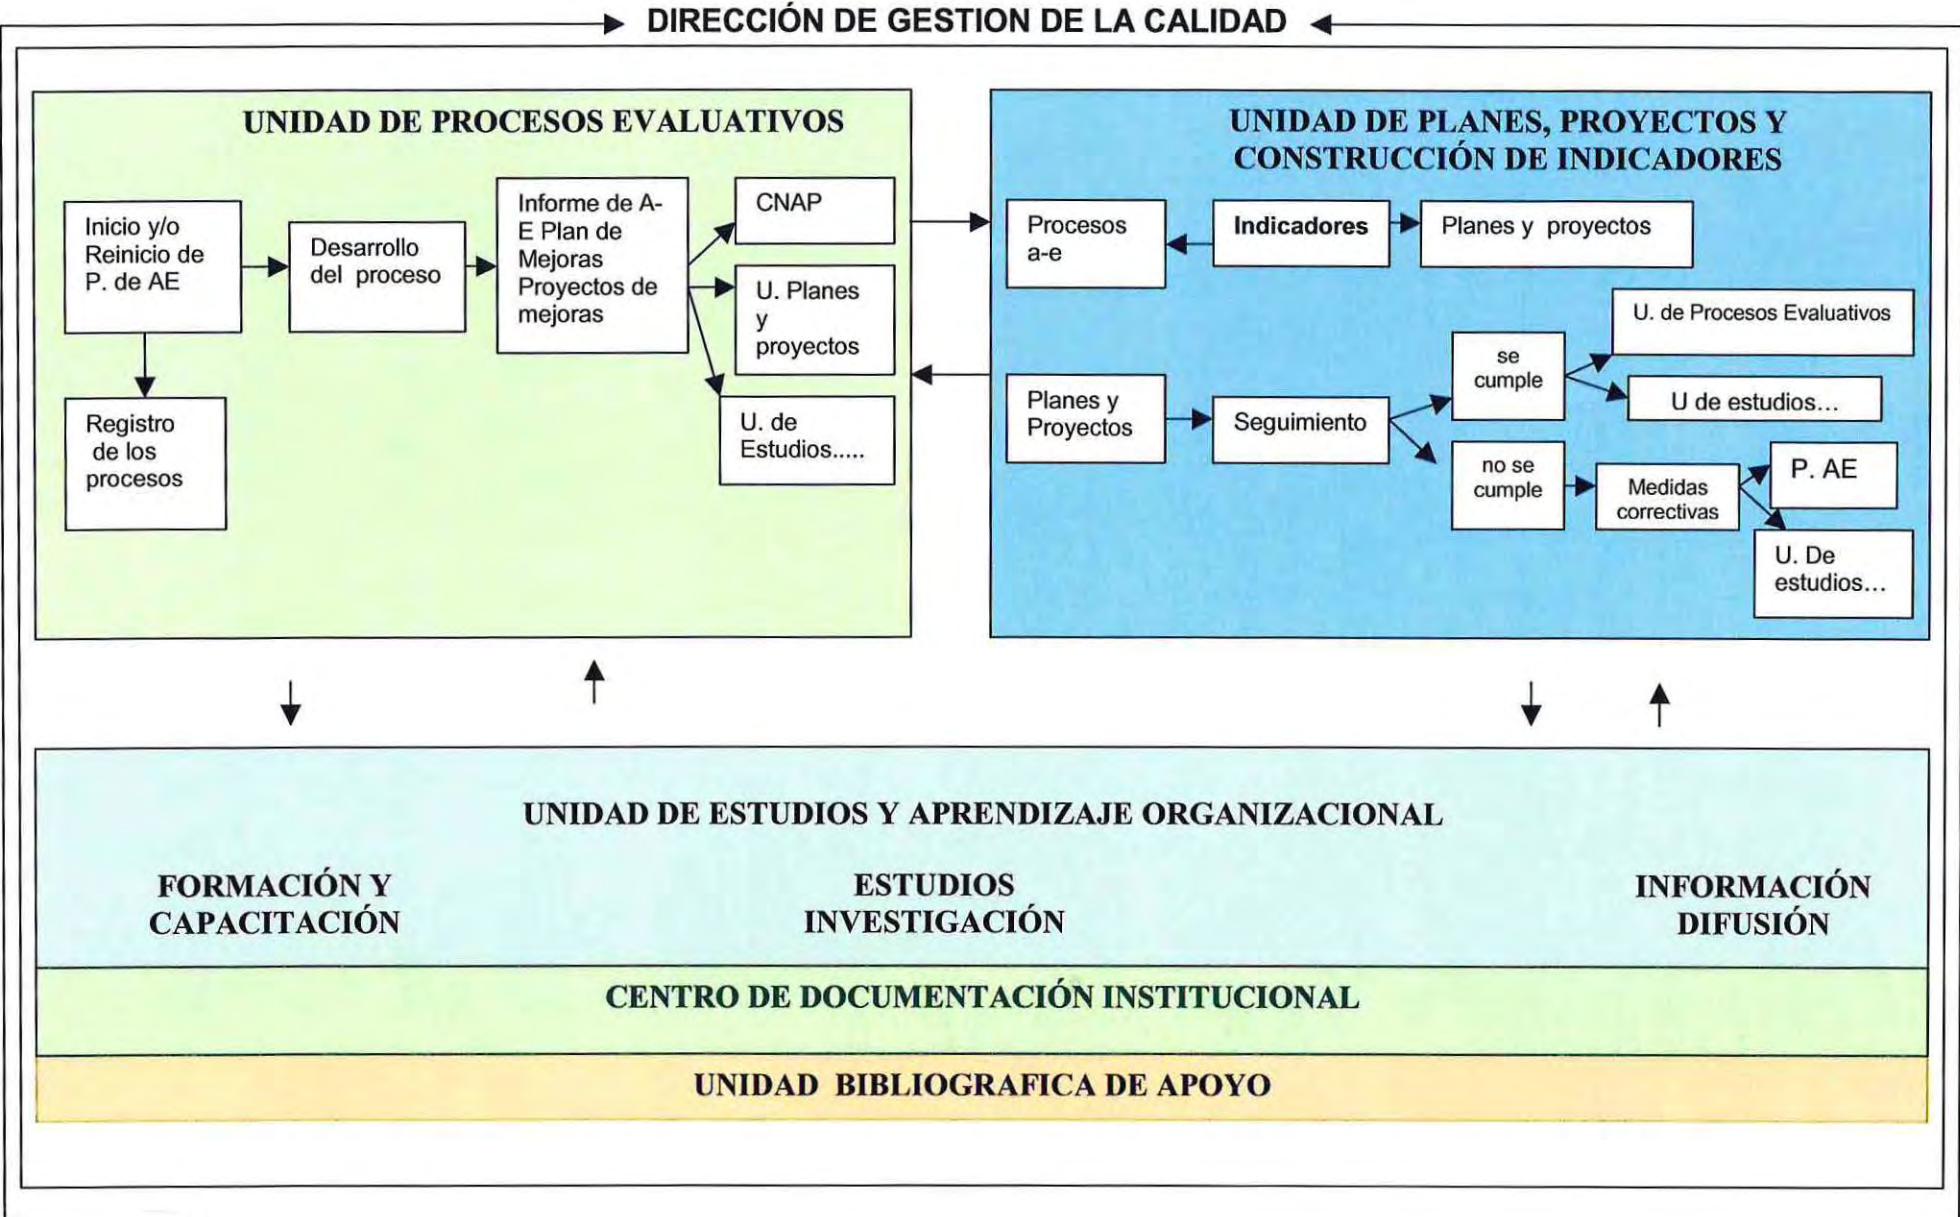 DIRECCIÓN DE GESTION DE LA CALIDAD
UNIDAD DE PROCESOS EVALUATIVOS
Inicio y/o
Reinicio de
P. de AE
Desarrollo
del proceso
Informe de A-
E Plan de
Mejoras
Proyectos de
mejoras
CNAP
U. Planes
y
proyectos
U. de
Estudios.....
Registro
de los
procesos
UNIDAD DE PLANES, PROYECTOS Y
CONSTRUCCIÓN DE INDICADORES
Procesos
a-e
Indicadores
Planes y proyectos
Planes y
Proyectos
Seguimiento
se
cumple
U. de Procesos Evaluativos
U de estudios...
no se
cumple
Medidas
correctivas
P. AE
U. De
estudios...
UNIDAD DE ESTUDIOS Y APRENDIZAJE ORGANIZACIONAL
FORMACIÓN Y
CAPACITACIÓN
ESTUDIOS
INVESTIGACIÓN
INFORMACIÓN
DIFUSIÓN
CENTRO DE DOCUMENTACIÓN INSTITUCIONAL
UNIDAD BIBLIOGRAFICA DE APOYO